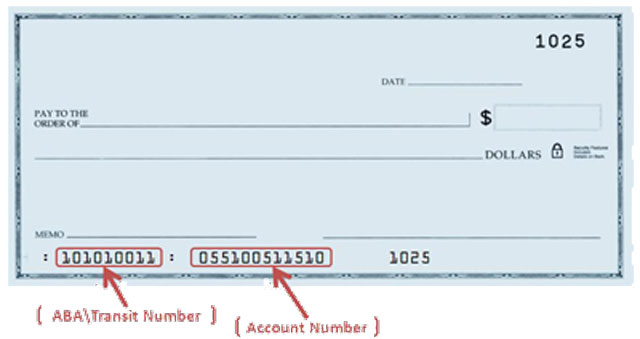 1025
DATE
PAY TO THE
ORDER OF
$
DOLLARS
Security Features
Included.
Details on Back.
MEMO
: 101010011 : 055100511510 1025
( ABA\Transit Number )
( Account Number )